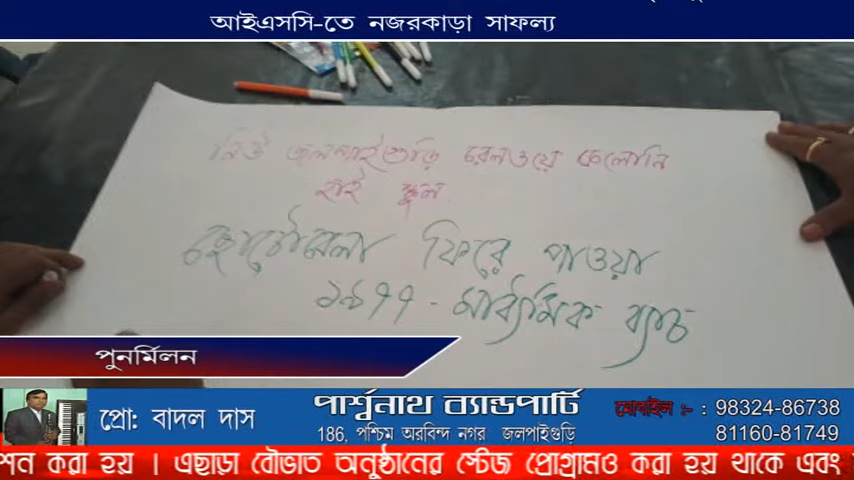 আইএসসি-তে নজরকাড়া সাফল্য
নিউ জলপাইগুড়ি রেলওয়ে কলোনি
হাই স্কুল
ছোটোবেলা ফিরে পাওয়া
১৯৭৭ - মাধ্যমিক ব্যাচ
পুনর্মিলন
প্রো: বাদল দাস
পার্শ্বনাথ ব্যান্ডপার্টি
186, পশ্চিম অরবিন্দ নগর জলপাইগুড়ি
মোবাইল :- : 98324-86738
81160-81749
শন করা হয় । এছাড়া বৌভাত অনুষ্ঠানের স্টেজ প্রোগ্রামও করা হয় থাকে এবং